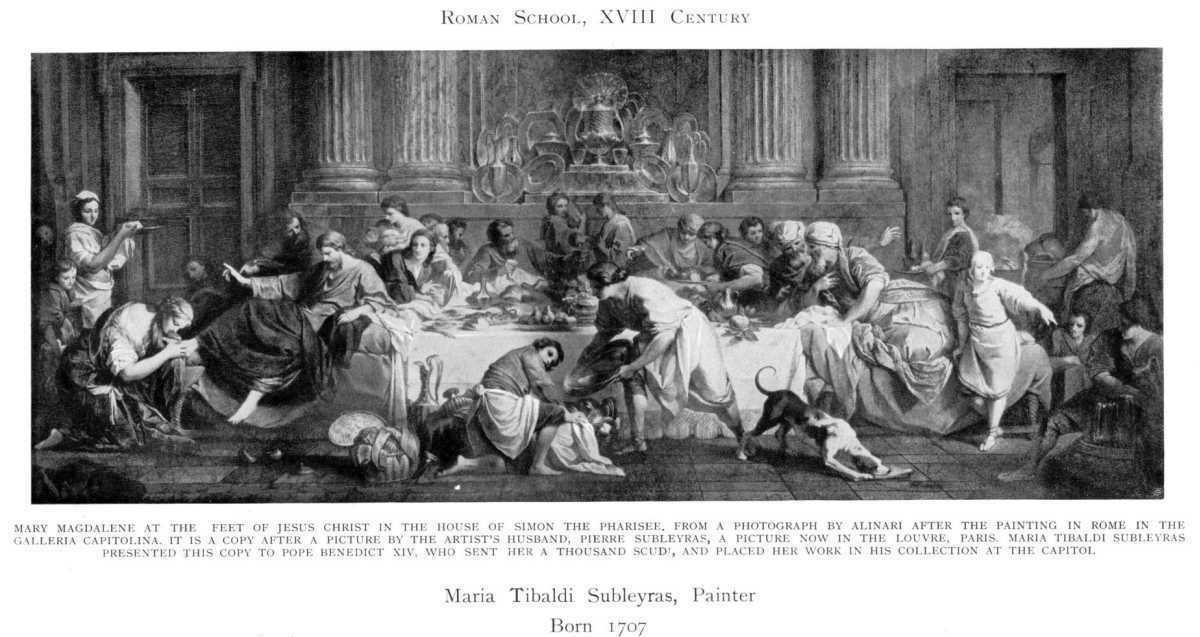 ROMAN SCHOOL, XVIII CENTURY
MARY MAGDALENE AT THE FEET OF JESUS CHRIST IN THE HOUSE OF SIMON THE PHARISEE. FROM A PHOTOGRAPH BY ALINARI AFTER THE PAINTING IN ROME IN THE
GALLERIA CAPITOLINA. IT IS A COPY AFTER A PICTURE BY THE ARTIST'S HUSBAND, PIERRE SUBLEYRAS, A PICTURE NOW IN THE LOUVRE, PARIS. MARIA TIBALDI SUBLEYRAS
PRESENTED THIS COPY TO POPE BENEDICT XIV, WHO SENT HER A THOUSAND SCUDI, AND PLACED HER WORK IN HIS COLLECTION AT THE CAPITOL
Maria Tibaldi Subleyras, Painter
Born 1707